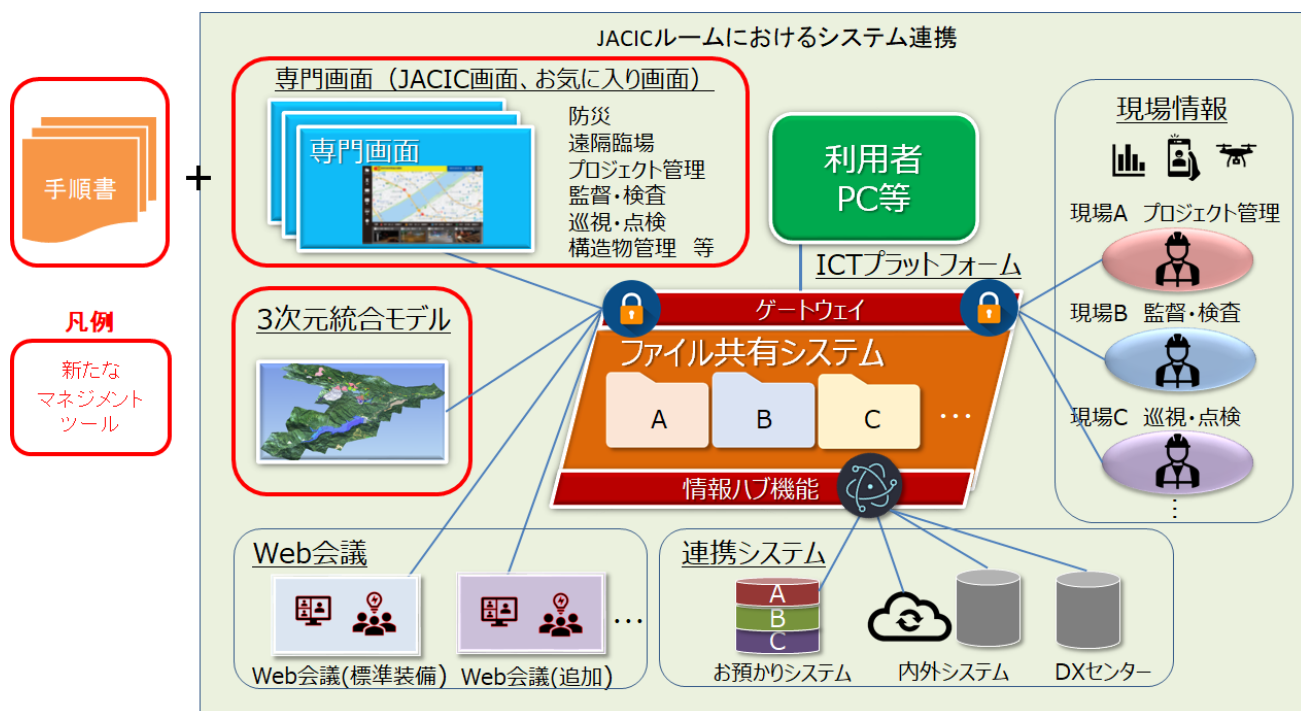 JACICルームにおけるシステム連携
手順書
+
専門画面（JACIC画面、お気に入り画面）
専門画面
防災
遠隔臨場
プロジェクト管理
監督・検査
巡視・点検
構造物管理 等
利用者
PC等
現場情報
現場A プロジェクト管理
現場B 監督・検査
現場C 巡視・点検
⋮
凡例
新たな
マネジメント
ツール
3次元統合モデル
ICTプラットフォーム
ゲートウェイ
ファイル共有システム
A
B
C
…
情報ハブ機能
Web会議
Web会議(標準装備)
Web会議(追加)
…
連携システム
A
B
C
お預かりシステム
内外システム
DXセンター